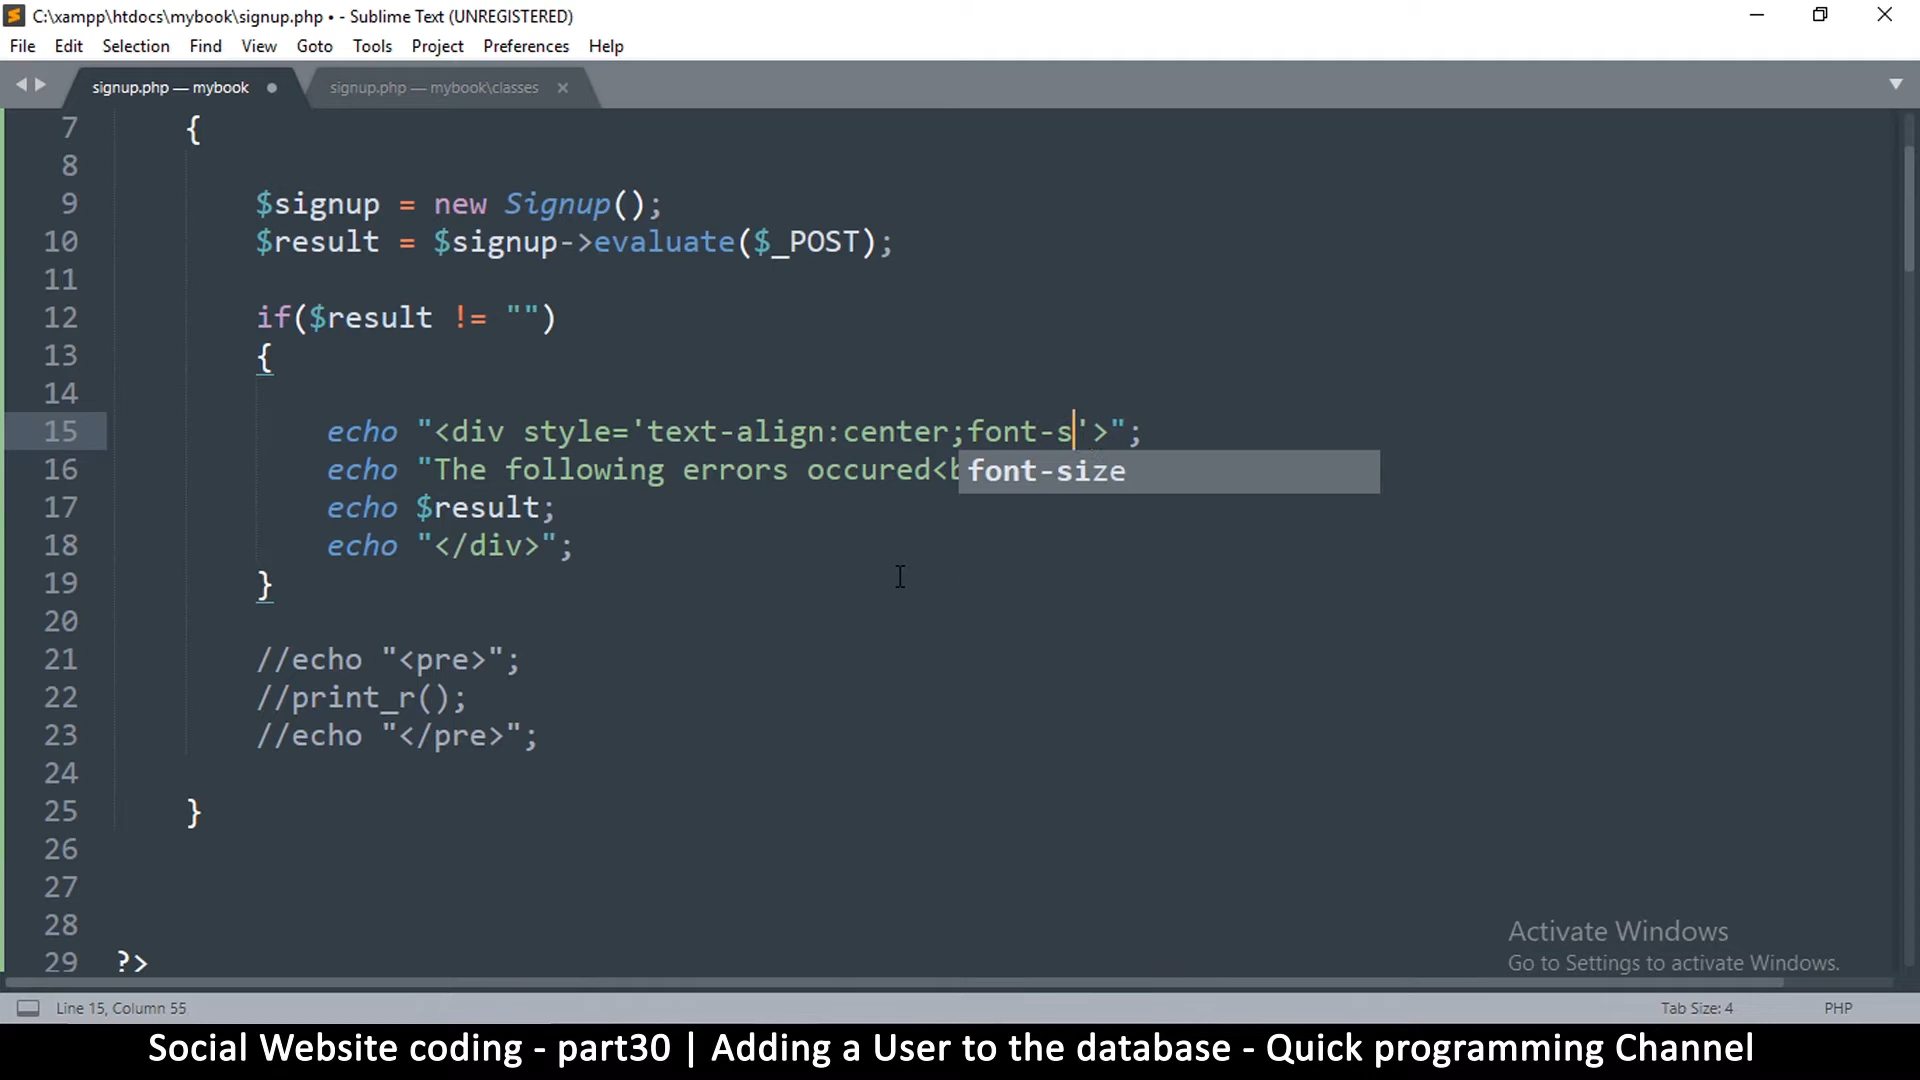 C:\xampp\htdocs\mybook\signup.php • - Sublime Text (UNREGISTERED)
File Edit Selection Find View Goto Tools Project Preferences Help
signup.php — mybook signup.php — mybook\classes
7 {
8
9 $signup = new Signup();
10 $result = $signup->evaluate($_POST);
11
12 if($result != "")
13 {
14
15 echo "<div style='text-align:center;font-s'>";
16 echo "The following errors occured<b
font-size
17 echo $result;
18 echo "</div>";
19 }
20
21 //echo "<pre>";
22 //print_r();
23 //echo "</pre>";
24
25 }
26
27
28
29 ?>
Activate Windows
Go to Settings to activate Windows.
Line 15, Column 55 Tab Size: 4 PHP
Social Website coding - part30 | Adding a User to the database - Quick programming Channel